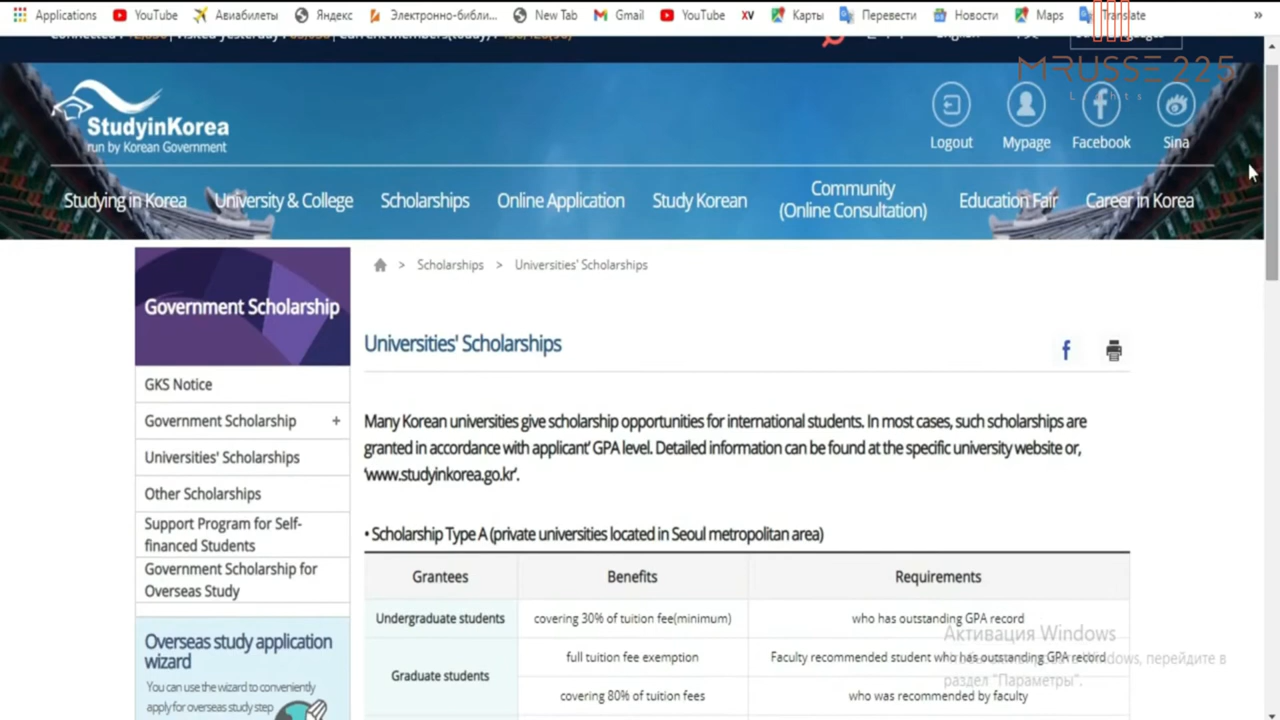 Applications YouTube Авиабилеты Яндекс Электронно-библи... New Tab Gmail YouTube XV Карты Перевести Новости Maps Translate »
MRUSSE 225
Lights
StudyinKorea
run by Korean Government
Logout Mypage Facebook Sina
Studying in Korea University & College Scholarships Online Application Study Korean Community (Online Consultation) Education Fair Career in Korea
Government Scholarship
GKS Notice
Government Scholarship +
Universities' Scholarships
Other Scholarships
Support Program for Self-
financed Students
Government Scholarship for
Overseas Study
Overseas study application
wizard
You can use the wizard to conveniently
apply for overseas study step
> Scholarships > Universities' Scholarships
Universities' Scholarships
Many Korean universities give scholarship opportunities for international students. In most cases, such scholarships are
granted in accordance with applicant' GPA level. Detailed information can be found at the specific university website or,
'www.studyinkorea.go.kr'.
• Scholarship Type A (private universities located in Seoul metropolitan area)
Grantees Benefits Requirements
Undergraduate students covering 30% of tuition fee(minimum) who has outstanding GPA record
Graduate students
full tuition fee exemption Faculty recommended student who has outstanding GPA record
covering 80% of tuition fees who was recommended by faculty
Активация Windows
Windows, перейдите в
раздел "Параметры".